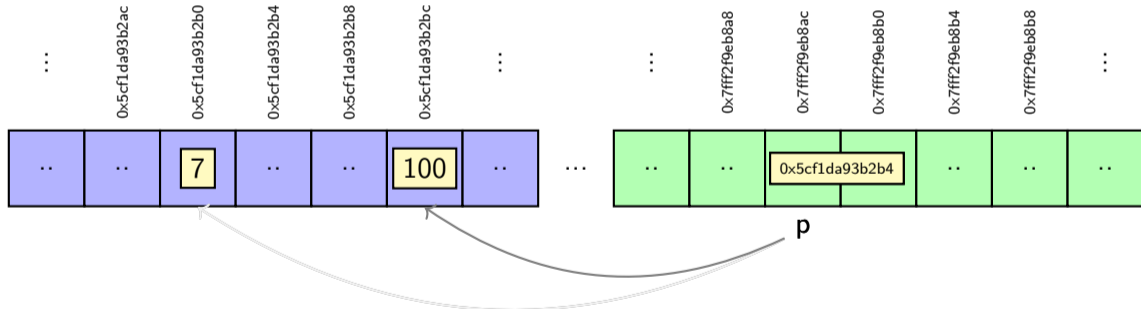 ... 0x5cf1da93b2ac 0x5cf1da93b2b0 0x5cf1da93b2b4 0x5cf1da93b2b8 0x5cf1da93b2bc ... ... 0x7fff2f9eb8a8 0x7fff2f9eb8ac 0x7fff2f9eb8b0 0x7fff2f9eb8b4 0x7fff2f9eb8b8 ...
.. .. 7 .. .. 100 .. ... .. .. 0x5cf1da93b2b4 .. .. ..
p